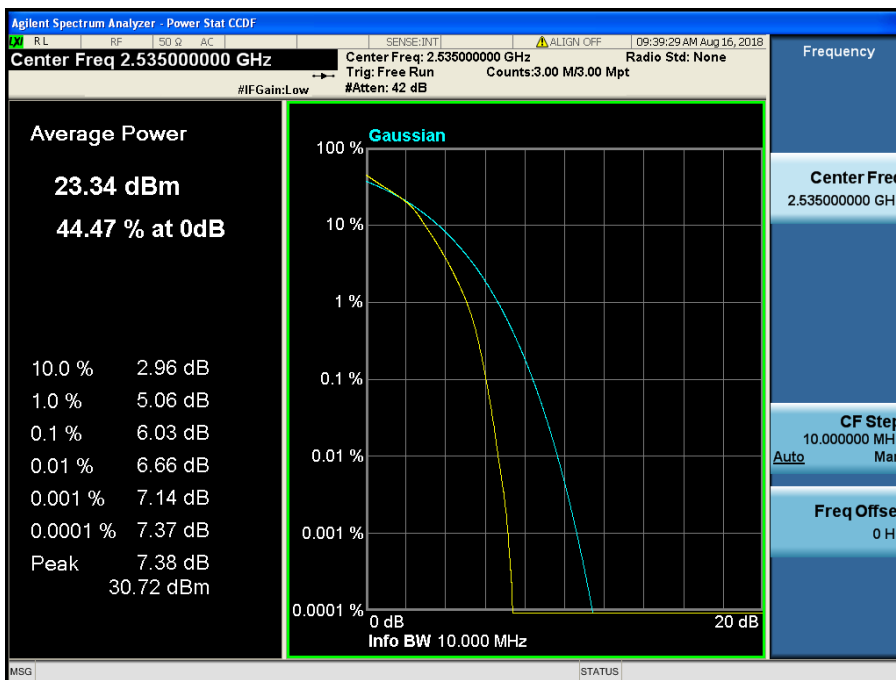 Agilent Spectrum Analyzer - Power Stat CCDF
LXI RL RF 50 Ω AC SENSE:INT ALIGN OFF 09:39:29 AM Aug 16, 2018
Center Freq 2.535000000 GHz
Center Freq: 2.535000000 GHz Radio Std: None
Trig: Free Run Counts:3.00 M/3.00 Mpt
#IFGain:Low #Atten: 42 dB
Frequency
Average Power
23.34 dBm
44.47 % at 0dB
10.0 % 2.96 dB
1.0 % 5.06 dB
0.1 % 6.03 dB
0.01 % 6.66 dB
0.001 % 7.14 dB
0.0001 % 7.37 dB
Peak 7.38 dB
30.72 dBm
Gaussian
100 %
10 %
1 %
0.1 %
0.01 %
0.001 %
0.0001 %
0 dB 20 dB
Info BW 10.000 MHz
Center Freq
2.535000000 GH
CF Step
10.000000 MH
Auto Man
Freq Offse
0 H
MSG STATUS